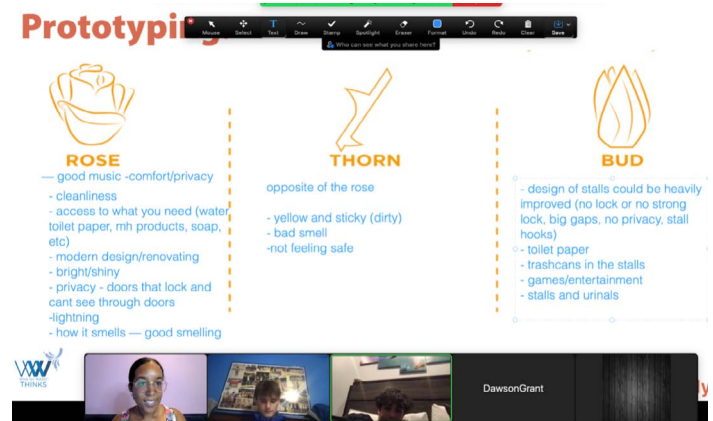 Prototyping
Mouse
Select
Text
Draw
Stamp
Spotlight
Eraser
Format
Undo
Redo
Clear
Save
Who can see what you share here?
ROSE
— good music -comfort/privacy
- cleanliness
- access to what you need (water,
toilet paper, mh products, soap,
etc)
- modern design/renovating
- bright/shiny
- privacy - doors that lock and
cant see through doors
-lightning
- how it smells — good smelling
THORN
opposite of the rose
- yellow and sticky (dirty)
- bad smell
-not feeling safe
BUD
- design of stalls could be heavily
improved (no lock or no strong
lock, big gaps, no privacy, stall
hooks)
- toilet paper
- trashcans in the stalls
- games/entertainment
- stalls and urinals
THINKS
DawsonGrant